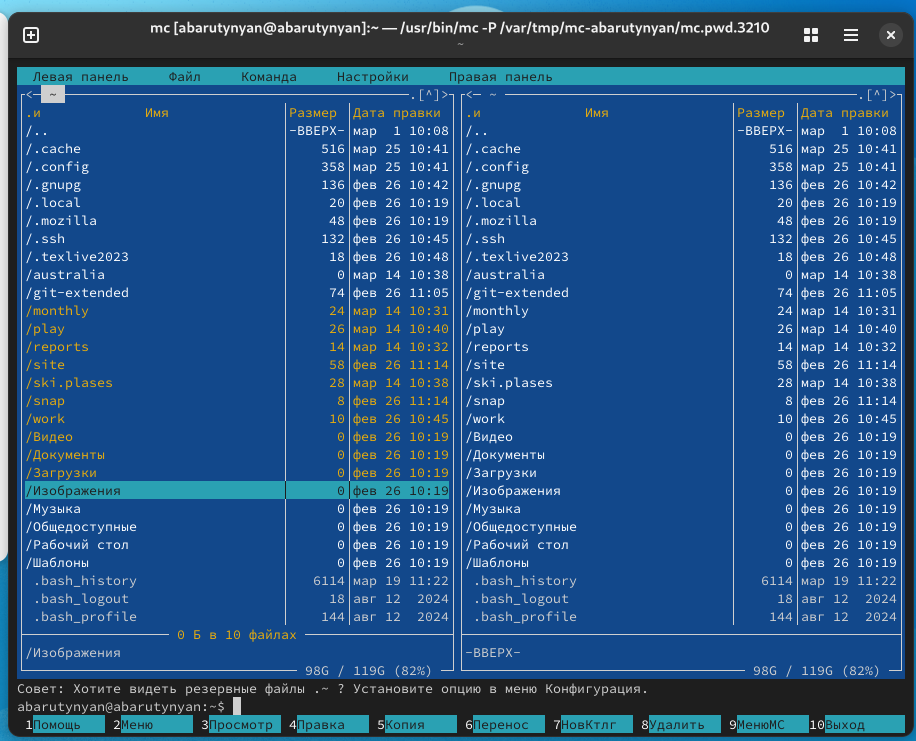 mc [abarutynyan@abarutynyan]:~ — /usr/bin/mc -P /var/tmp/mc-abarutynyan/mc.pwd.3210
~
Левая панель Файл Команда Настройки Правая панель
<─ ~ .[^]> <─ ~ .[^]>
.и Имя Размер Дата правки .и Имя Размер Дата правки
/.. -ВВЕРХ- мар 1 10:08 /.. -ВВЕРХ- мар 1 10:08
/.cache 516 мар 25 10:41 /.cache 516 мар 25 10:41
/.config 358 мар 25 10:41 /.config 358 мар 25 10:41
/.gnupg 136 фев 26 10:42 /.gnupg 136 фев 26 10:42
/.local 20 фев 26 10:19 /.local 20 фев 26 10:19
/.mozilla 48 фев 26 10:19 /.mozilla 48 фев 26 10:19
/.ssh 132 фев 26 10:45 /.ssh 132 фев 26 10:45
/.texlive2023 18 фев 26 10:48 /.texlive2023 18 фев 26 10:48
/australia 0 мар 14 10:38 /australia 0 мар 14 10:38
/git-extended 74 фев 26 11:05 /git-extended 74 фев 26 11:05
/monthly 24 мар 14 10:31 /monthly 24 мар 14 10:31
/play 26 мар 14 10:40 /play 26 мар 14 10:40
/reports 14 мар 14 10:32 /reports 14 мар 14 10:32
/site 58 фев 26 11:14 /site 58 фев 26 11:14
/ski.plases 28 мар 14 10:38 /ski.plases 28 мар 14 10:38
/snap 8 фев 26 11:14 /snap 8 фев 26 11:14
/work 10 фев 26 10:45 /work 10 фев 26 10:45
/Видео 0 фев 26 10:19 /Видео 0 фев 26 10:19
/Документы 0 фев 26 10:19 /Документы 0 фев 26 10:19
/Загрузки 0 фев 26 10:19 /Загрузки 0 фев 26 10:19
/Изображения 0 фев 26 10:19 /Изображения 0 фев 26 10:19
/Музыка 0 фев 26 10:19 /Музыка 0 фев 26 10:19
/Общедоступные 0 фев 26 10:19 /Общедоступные 0 фев 26 10:19
/Рабочий стол 0 фев 26 10:19 /Рабочий стол 0 фев 26 10:19
/Шаблоны 0 фев 26 10:19 /Шаблоны 0 фев 26 10:19
.bash_history 6114 мар 19 11:22 .bash_history 6114 мар 19 11:22
.bash_logout 18 авг 12 2024 .bash_logout 18 авг 12 2024
.bash_profile 144 авг 12 2024 .bash_profile 144 авг 12 2024
0 Б в 10 файлах
/Изображения -ВВЕРХ-
98G / 119G (82%) 98G / 119G (82%)
Совет: Хотите видеть резервные файлы .~ ? Установите опцию в меню Конфигурация.
abarutynyan@abarutynyan:~$
1Помощь 2Меню 3Просмотр 4Правка 5Копия 6Перенос 7НовКтлг 8Удалить 9МенюMC 10Выход